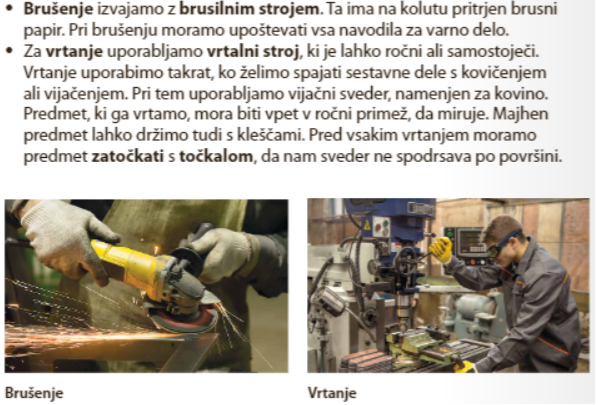 • Brušenje izvajamo z brusilnim strojem. Ta ima na kolutu pritrjen brusni
papir. Pri brušenju moramo upoštevati vsa navodila za varno delo.
• Za vrtanje uporabljamo vrtalni stroj, ki je lahko ročni ali samostoječi.
Vrtanje uporabimo takrat, ko želimo spajati sestavne dele s kovičenjem
ali vijačenjem. Pri tem uporabljamo vijačni sveder, namenjen za kovino.
Predmet, ki ga vrtamo, mora biti vpet v ročni primež, da miruje. Majhen
predmet lahko držimo tudi s kleščami. Pred vsakim vrtanjem moramo
predmet zatočkati s točkalom, da nam sveder ne spodrsava po površini.
Brušenje
Vrtanje